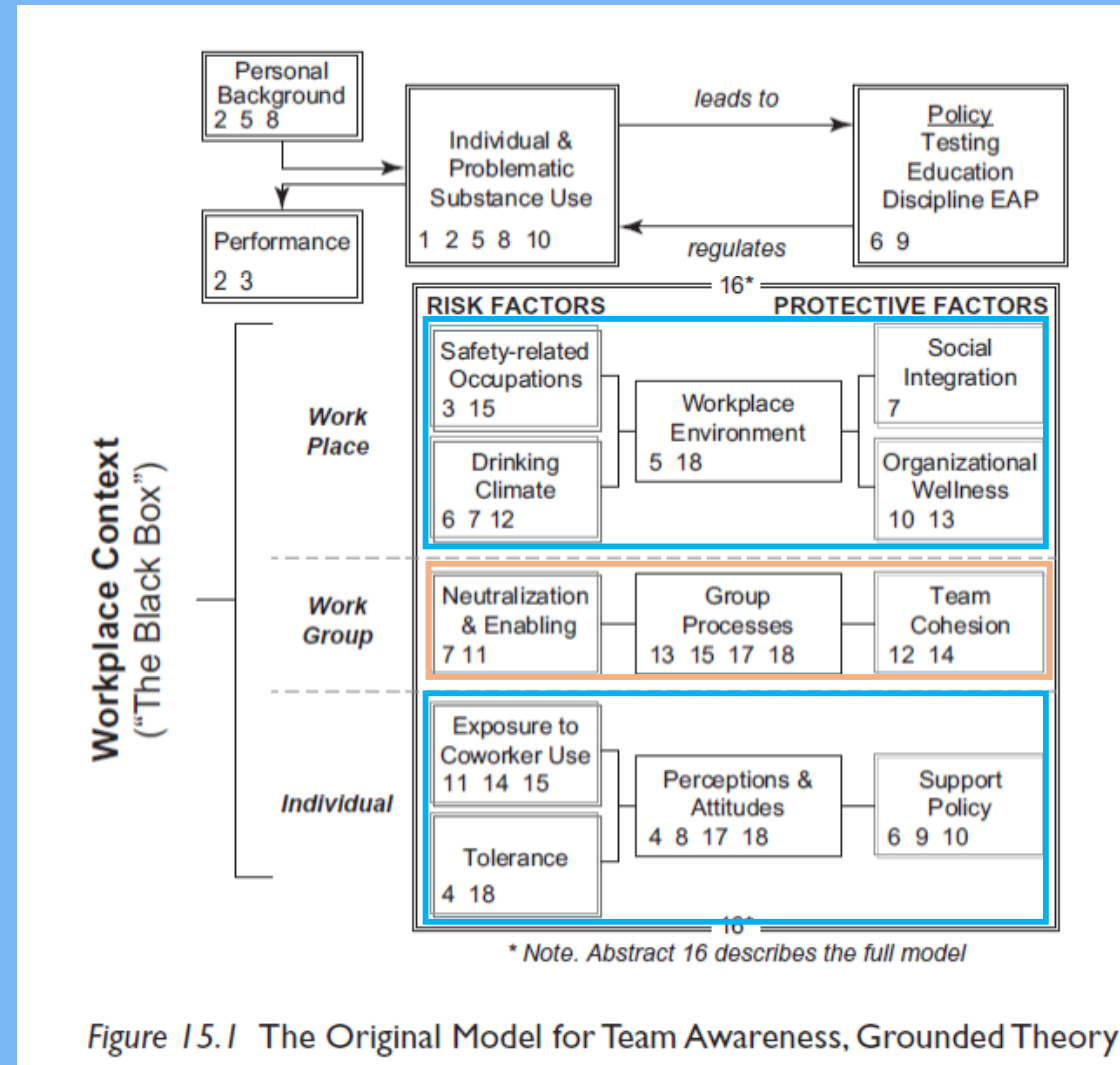 Personal
Background
2 5 8
Individual &
Problematic
Substance Use
1 2 5 8 10
leads to
Policy
Testing
Education
Discipline EAP
6 9
regulates
Performance
2 3
16*
RISK FACTORS
PROTECTIVE FACTORS
Workplace Context
("The Black Box")
Work
Place
Safety-related
Occupations
3 15
Drinking
Climate
6 7 12
Workplace
Environment
5 18
Social
Integration
7
Organizational
Wellness
10 13
Work
Group
Neutralization
& Enabling
7 11
Group
Processes
13 15 17 18
Team
Cohesion
12 14
Individual
Exposure to
Coworker Use
11 14 15
Tolerance
4 18
Perceptions &
Attitudes
4 8 17 18
Support
Policy
6 9 10
16*
* Note. Abstract 16 describes the full model
Figure 15.1 The Original Model for Team Awareness, Grounded Theory